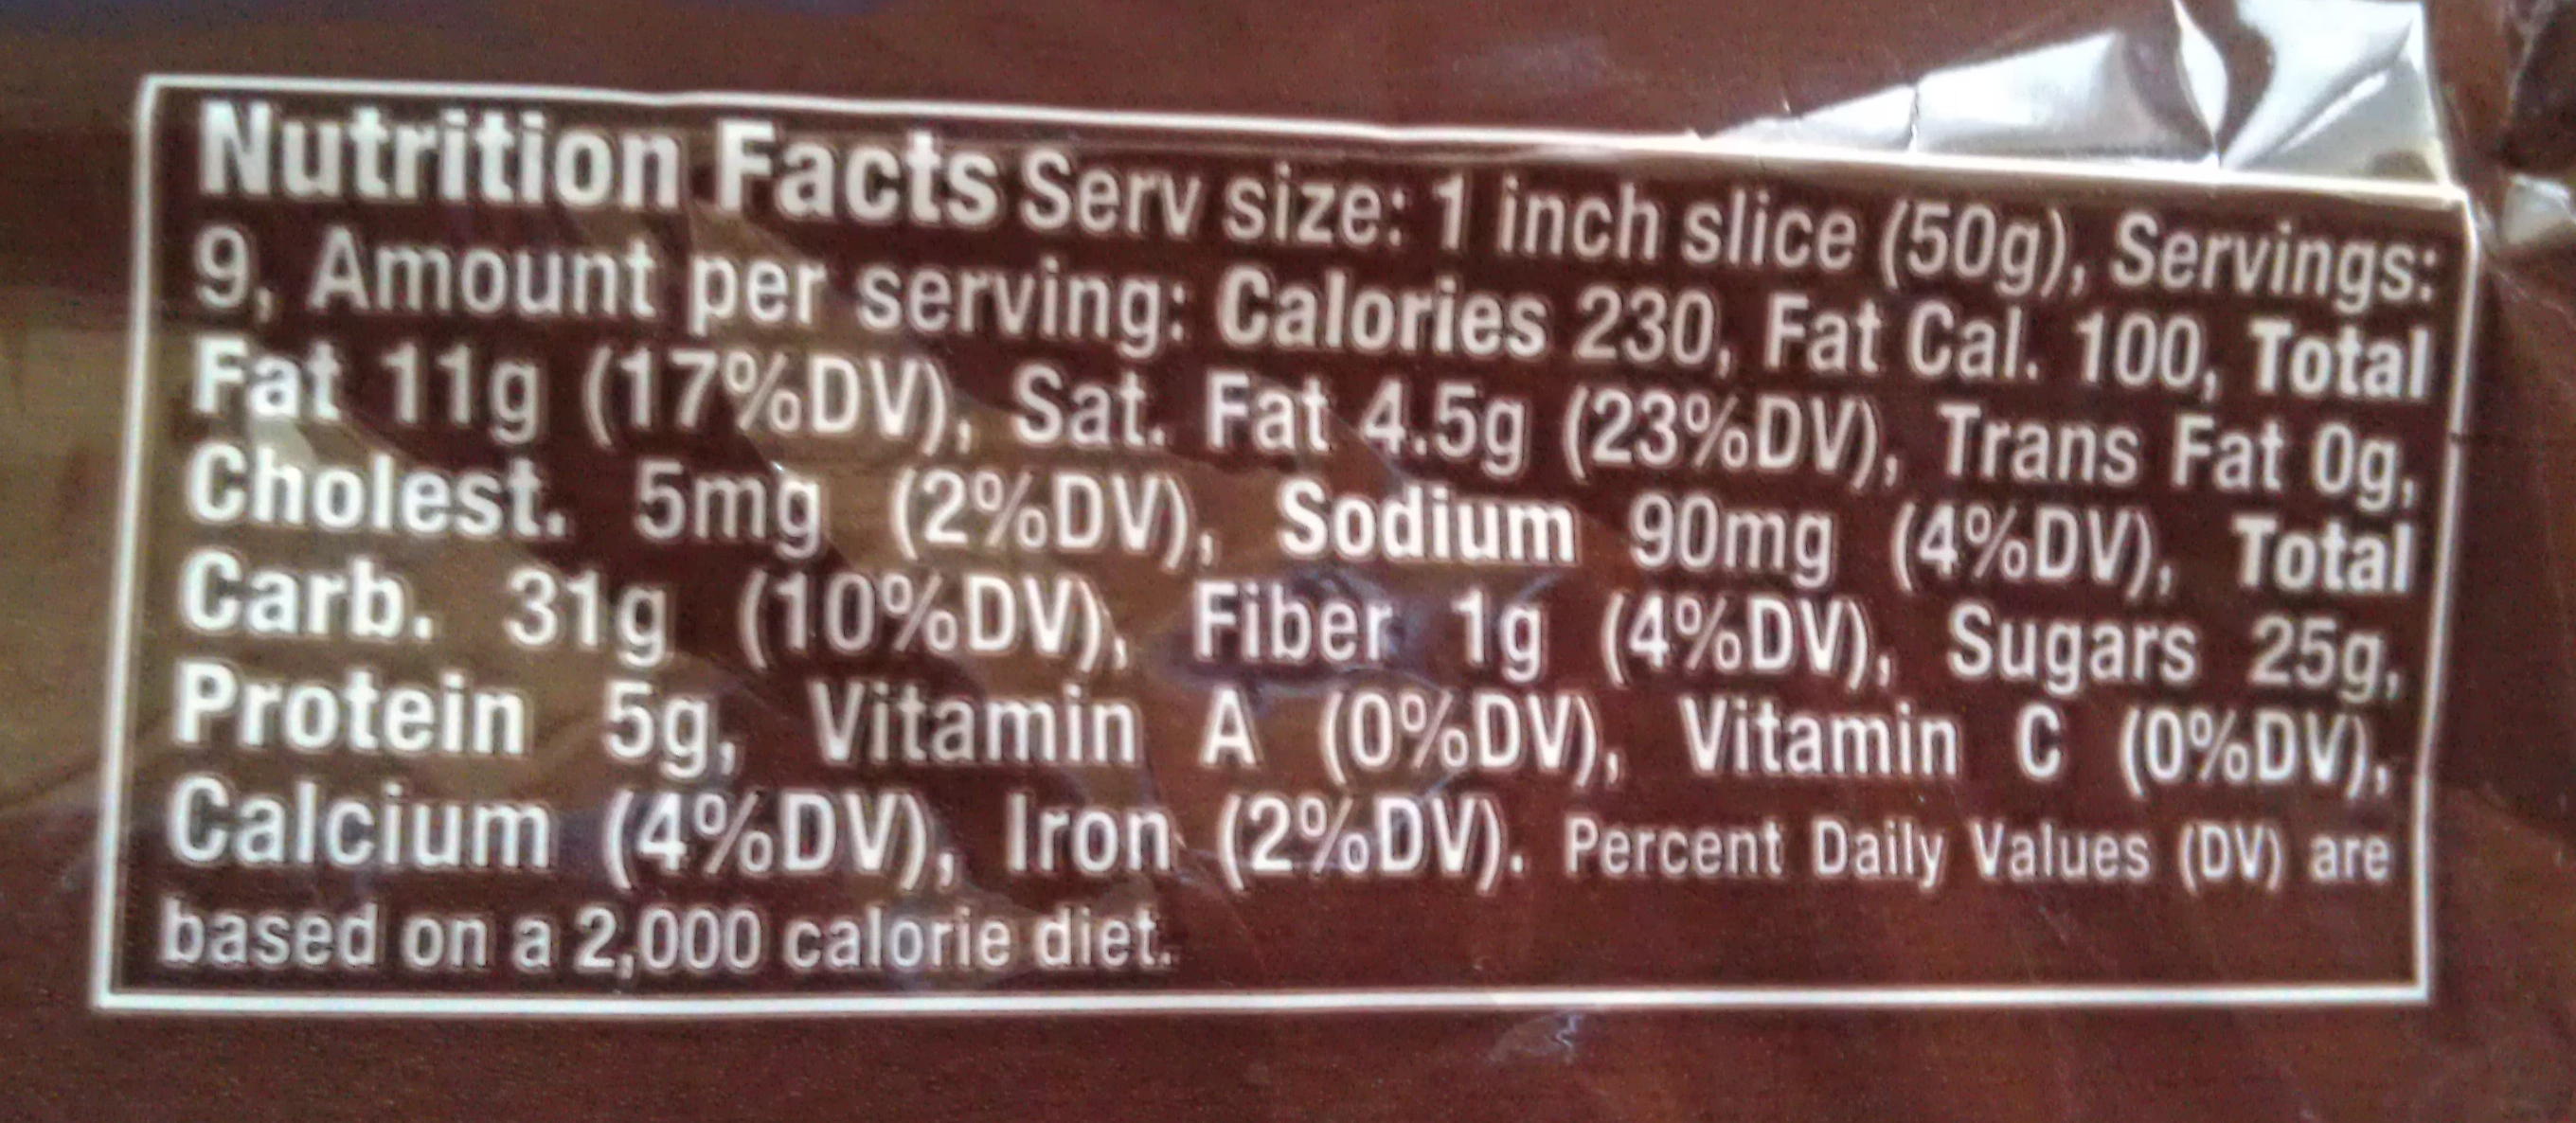 Nutrition Facts Serv size: 1 inch slice (50g), Servings:
9, Amount per serving: Calories 230, Fat Cal. 100, Total
Fat 11g (17%DV), Sat. Fat 4.5g (23%DV), Trans Fat 0g,
Cholest. 5mg (2%DV), Sodium 90mg (4%DV), Total
Carb. 31g (10%DV), Fiber 1g (4%DV), Sugars 25g,
Protein 5g, Vitamin A (0%DV), Vitamin C (0%DV),
Calcium (4%DV), Iron (2%DV). Percent Daily Values (DV) are
based on a 2,000 calorie diet.